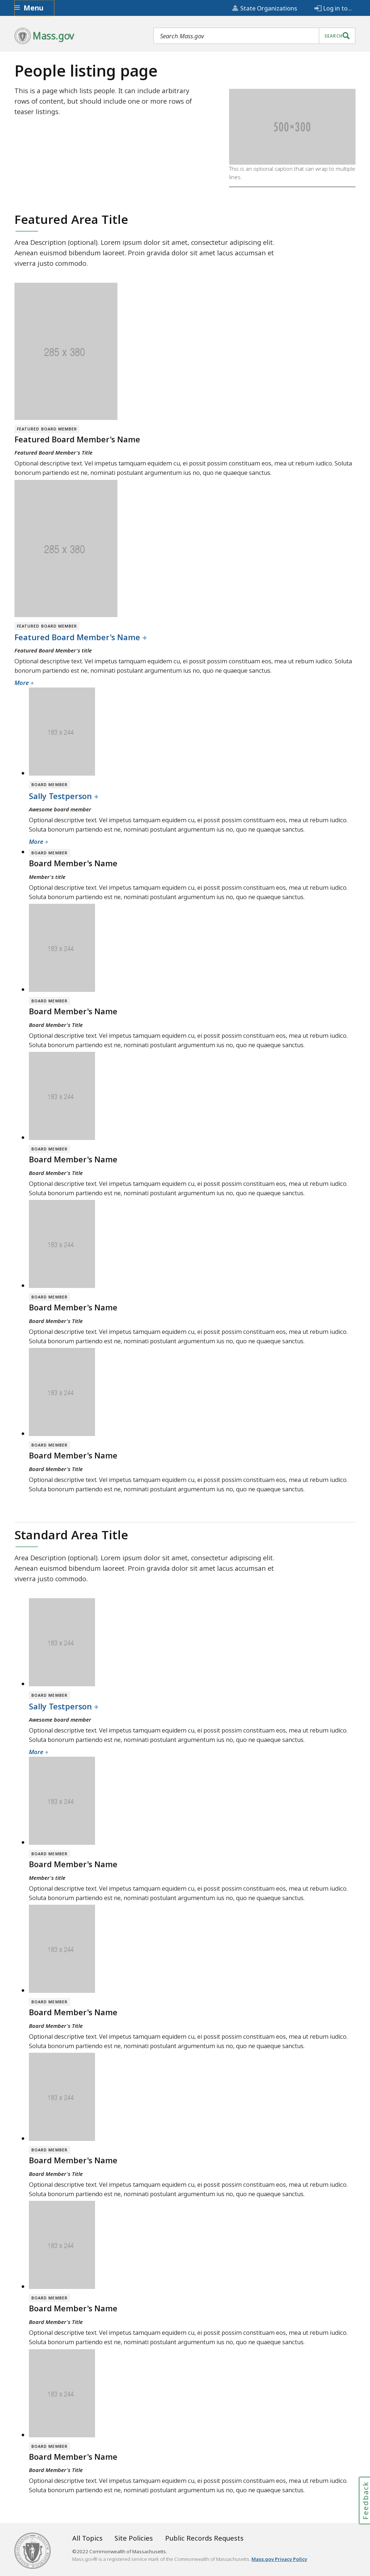 Menu
State Organizations
Log in to...
Mass.gov
Search Mass.gov
SEARCH
People listing page
This is a page which lists people. It can include arbitrary
rows of content, but should include one or more rows of
teaser listings.
500×300
This is an optional caption that can wrap to multiple
lines.
Featured Area Title
Area Description (optional). Lorem ipsum dolor sit amet, consectetur adipiscing elit.
Aenean euismod bibendum laoreet. Proin gravida dolor sit amet lacus accumsan et
viverra justo commodo.
285 x 380
FEATURED BOARD MEMBER
Featured Board Member's Name
Featured Board Member's Title
Optional descriptive text. Vel impetus tamquam equidem cu, ei possit possim constituam eos, mea ut rebum iudico. Soluta
bonorum partiendo est ne, nominati postulant argumentum ius no, quo ne quaeque sanctus.
285 x 380
FEATURED BOARD MEMBER
Featured Board Member's Name
Featured Board Member's title
Optional descriptive text. Vel impetus tamquam equidem cu, ei possit possim constituam eos, mea ut rebum iudico. Soluta
bonorum partiendo est ne, nominati postulant argumentum ius no, quo ne quaeque sanctus.
More
183 x 244
BOARD MEMBER
Sally Testperson
Awesome board member
Optional descriptive text. Vel impetus tamquam equidem cu, ei possit possim constituam eos, mea ut rebum iudico.
Soluta bonorum partiendo est ne, nominati postulant argumentum ius no, quo ne quaeque sanctus.
More
BOARD MEMBER
Board Member's Name
Member's title
Optional descriptive text. Vel impetus tamquam equidem cu, ei possit possim constituam eos, mea ut rebum iudico.
Soluta bonorum partiendo est ne, nominati postulant argumentum ius no, quo ne quaeque sanctus.
183 x 244
BOARD MEMBER
Board Member's Name
Board Member's Title
Optional descriptive text. Vel impetus tamquam equidem cu, ei possit possim constituam eos, mea ut rebum iudico.
Soluta bonorum partiendo est ne, nominati postulant argumentum ius no, quo ne quaeque sanctus.
183 x 244
BOARD MEMBER
Board Member's Name
Board Member's Title
Optional descriptive text. Vel impetus tamquam equidem cu, ei possit possim constituam eos, mea ut rebum iudico.
Soluta bonorum partiendo est ne, nominati postulant argumentum ius no, quo ne quaeque sanctus.
183 x 244
BOARD MEMBER
Board Member's Name
Board Member's Title
Optional descriptive text. Vel impetus tamquam equidem cu, ei possit possim constituam eos, mea ut rebum iudico.
Soluta bonorum partiendo est ne, nominati postulant argumentum ius no, quo ne quaeque sanctus.
183 x 244
BOARD MEMBER
Board Member's Name
Board Member's Title
Optional descriptive text. Vel impetus tamquam equidem cu, ei possit possim constituam eos, mea ut rebum iudico.
Soluta bonorum partiendo est ne, nominati postulant argumentum ius no, quo ne quaeque sanctus.
Standard Area Title
Area Description (optional). Lorem ipsum dolor sit amet, consectetur adipiscing elit.
Aenean euismod bibendum laoreet. Proin gravida dolor sit amet lacus accumsan et
viverra justo commodo.
183 x 244
BOARD MEMBER
Sally Testperson
Awesome board member
Optional descriptive text. Vel impetus tamquam equidem cu, ei possit possim constituam eos, mea ut rebum iudico.
Soluta bonorum partiendo est ne, nominati postulant argumentum ius no, quo ne quaeque sanctus.
More
183 x 244
BOARD MEMBER
Board Member's Name
Member's title
Optional descriptive text. Vel impetus tamquam equidem cu, ei possit possim constituam eos, mea ut rebum iudico.
Soluta bonorum partiendo est ne, nominati postulant argumentum ius no, quo ne quaeque sanctus.
183 x 244
BOARD MEMBER
Board Member's Name
Board Member's Title
Optional descriptive text. Vel impetus tamquam equidem cu, ei possit possim constituam eos, mea ut rebum iudico.
Soluta bonorum partiendo est ne, nominati postulant argumentum ius no, quo ne quaeque sanctus.
183 x 244
BOARD MEMBER
Board Member's Name
Board Member's Title
Optional descriptive text. Vel impetus tamquam equidem cu, ei possit possim constituam eos, mea ut rebum iudico.
Soluta bonorum partiendo est ne, nominati postulant argumentum ius no, quo ne quaeque sanctus.
183 x 244
BOARD MEMBER
Board Member's Name
Board Member's Title
Optional descriptive text. Vel impetus tamquam equidem cu, ei possit possim constituam eos, mea ut rebum iudico.
Soluta bonorum partiendo est ne, nominati postulant argumentum ius no, quo ne quaeque sanctus.
183 x 244
BOARD MEMBER
Board Member's Name
Board Member's Title
Optional descriptive text. Vel impetus tamquam equidem cu, ei possit possim constituam eos, mea ut rebum iudico.
Soluta bonorum partiendo est ne, nominati postulant argumentum ius no, quo ne quaeque sanctus.
Feedback
All Topics
Site Policies
Public Records Requests
©2022 Commonwealth of Massachusetts.
Mass.gov® is a registered service mark of the Commonwealth of Massachusetts. Mass.gov Privacy Policy